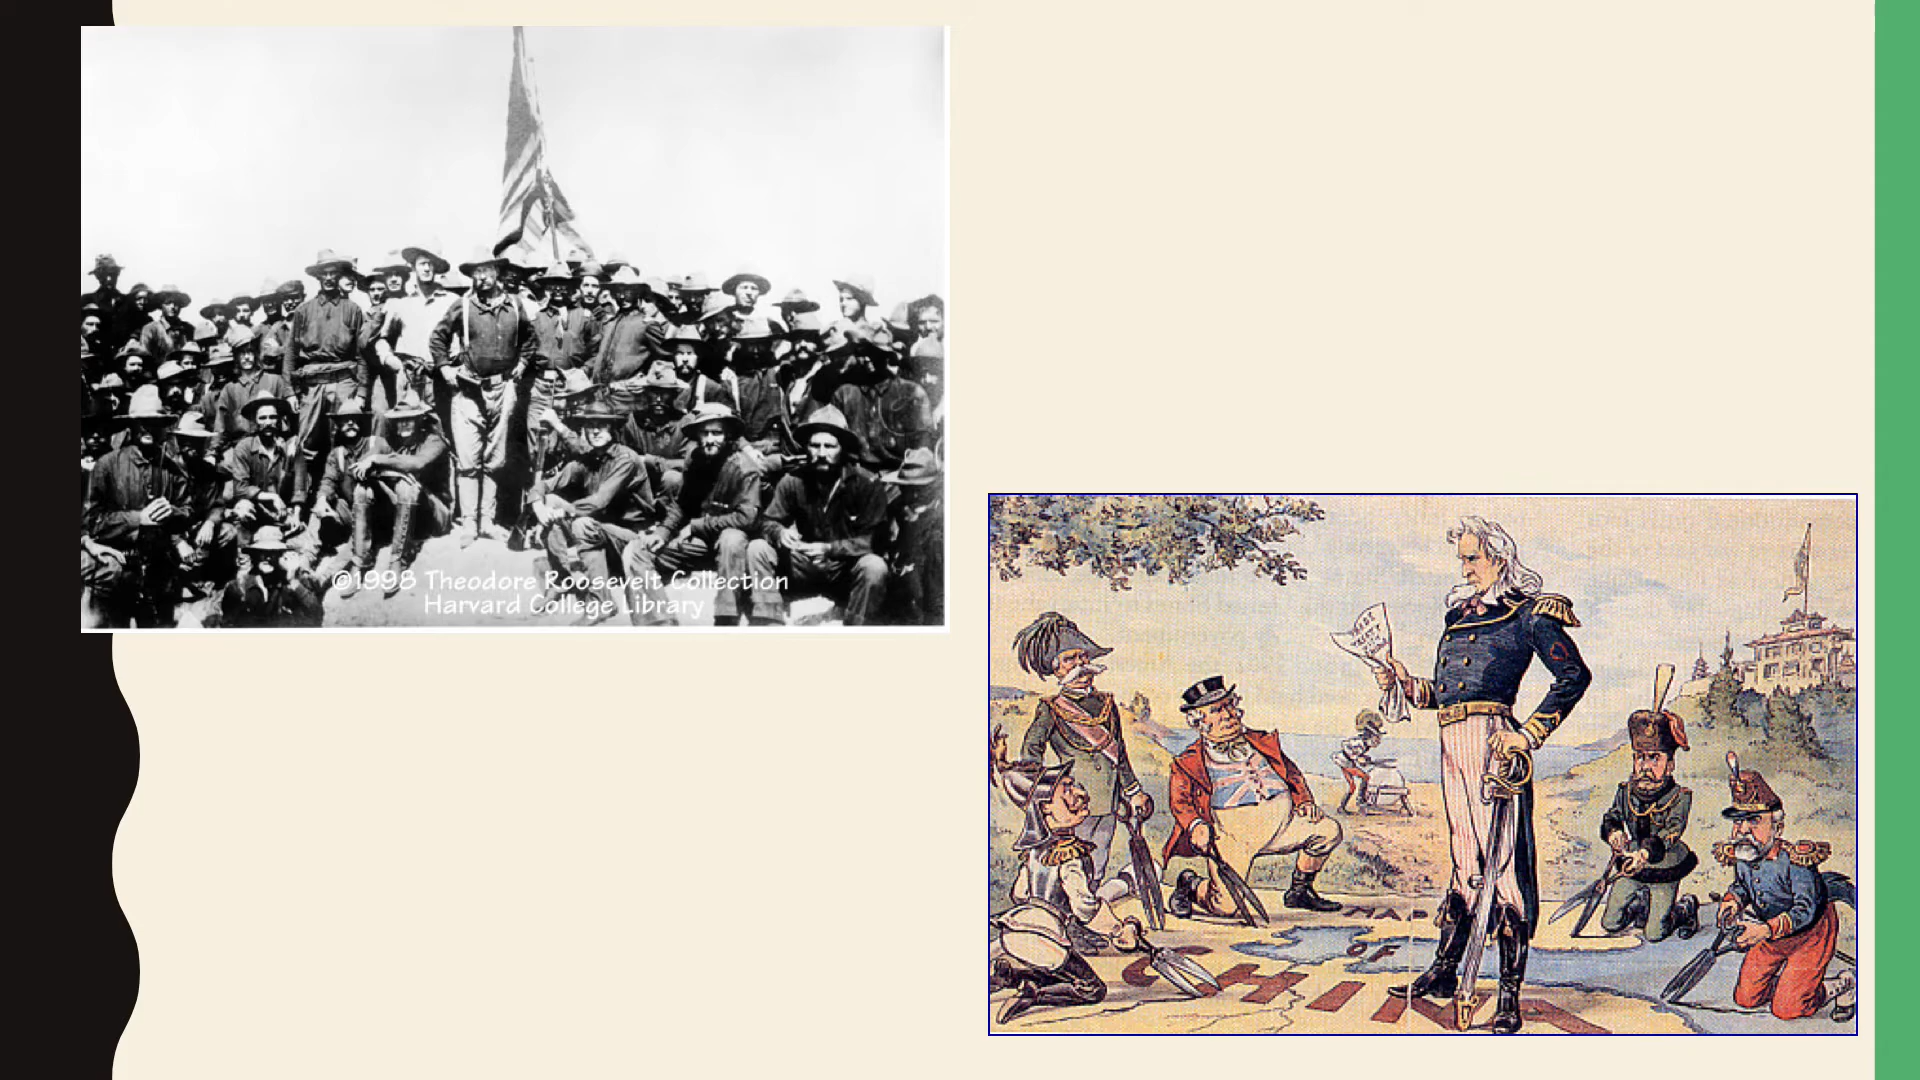 ©1998 Theodore Roosevelt Collection
Harvard College Library
MAP
OF
CHINA